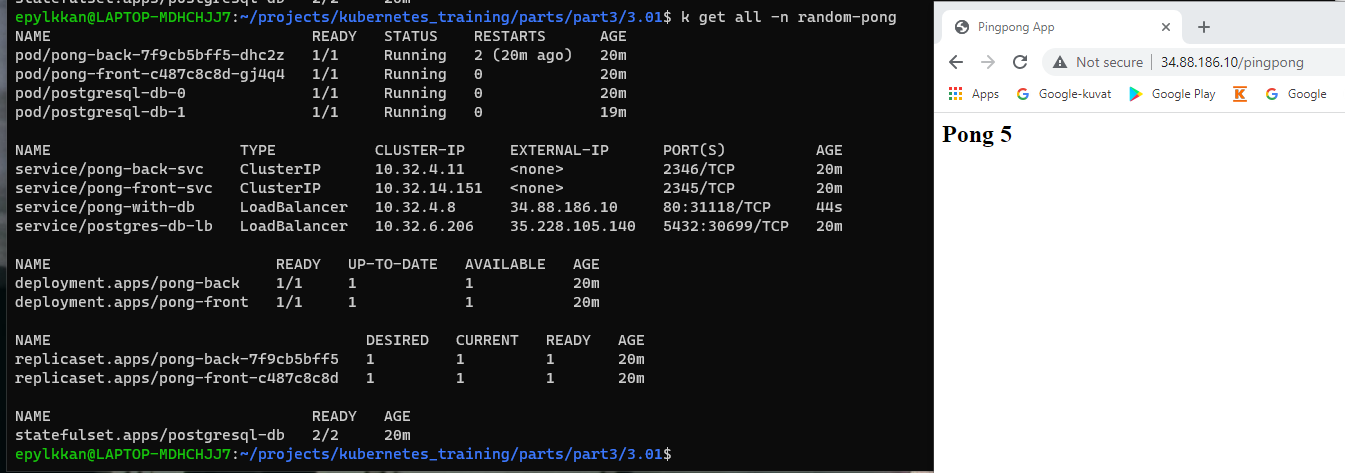 epylkkan@LAPTOP-MDHCHJJ7:~/projects/kubernetes_training/parts/part3/3.01$ k get all -n random-pong
NAME READY STATUS RESTARTS AGE
pod/pong-back-7f9cb5bff5-dhc2z 1/1 Running 2 (20m ago) 20m
pod/pong-front-c487c8c8d-gj4q4 1/1 Running 0 20m
pod/postgresql-db-0 1/1 Running 0 20m
pod/postgresql-db-1 1/1 Running 0 19m
NAME TYPE CLUSTER-IP EXTERNAL-IP PORT(S) AGE
service/pong-back-svc ClusterIP 10.32.4.11 <none> 2346/TCP 20m
service/pong-front-svc ClusterIP 10.32.14.151 <none> 2345/TCP 20m
service/pong-with-db LoadBalancer 10.32.4.8 34.88.186.10 80:31118/TCP 44s
service/postgres-db-lb LoadBalancer 10.32.6.206 35.228.105.140 5432:30699/TCP 20m
NAME READY UP-TO-DATE AVAILABLE AGE
deployment.apps/pong-back 1/1 1 1 20m
deployment.apps/pong-front 1/1 1 1 20m
NAME DESIRED CURRENT READY AGE
replicaset.apps/pong-back-7f9cb5bff5 1 1 1 20m
replicaset.apps/pong-front-c487c8c8d 1 1 1 20m
NAME READY AGE
statefulset.apps/postgresql-db 2/2 20m
epylkkan@LAPTOP-MDHCHJJ7:~/projects/kubernetes_training/parts/part3/3.01$
Pingpong App
Not secure 34.88.186.10/pingpong
Apps Google-kuvat Google Play K Google
Pong 5